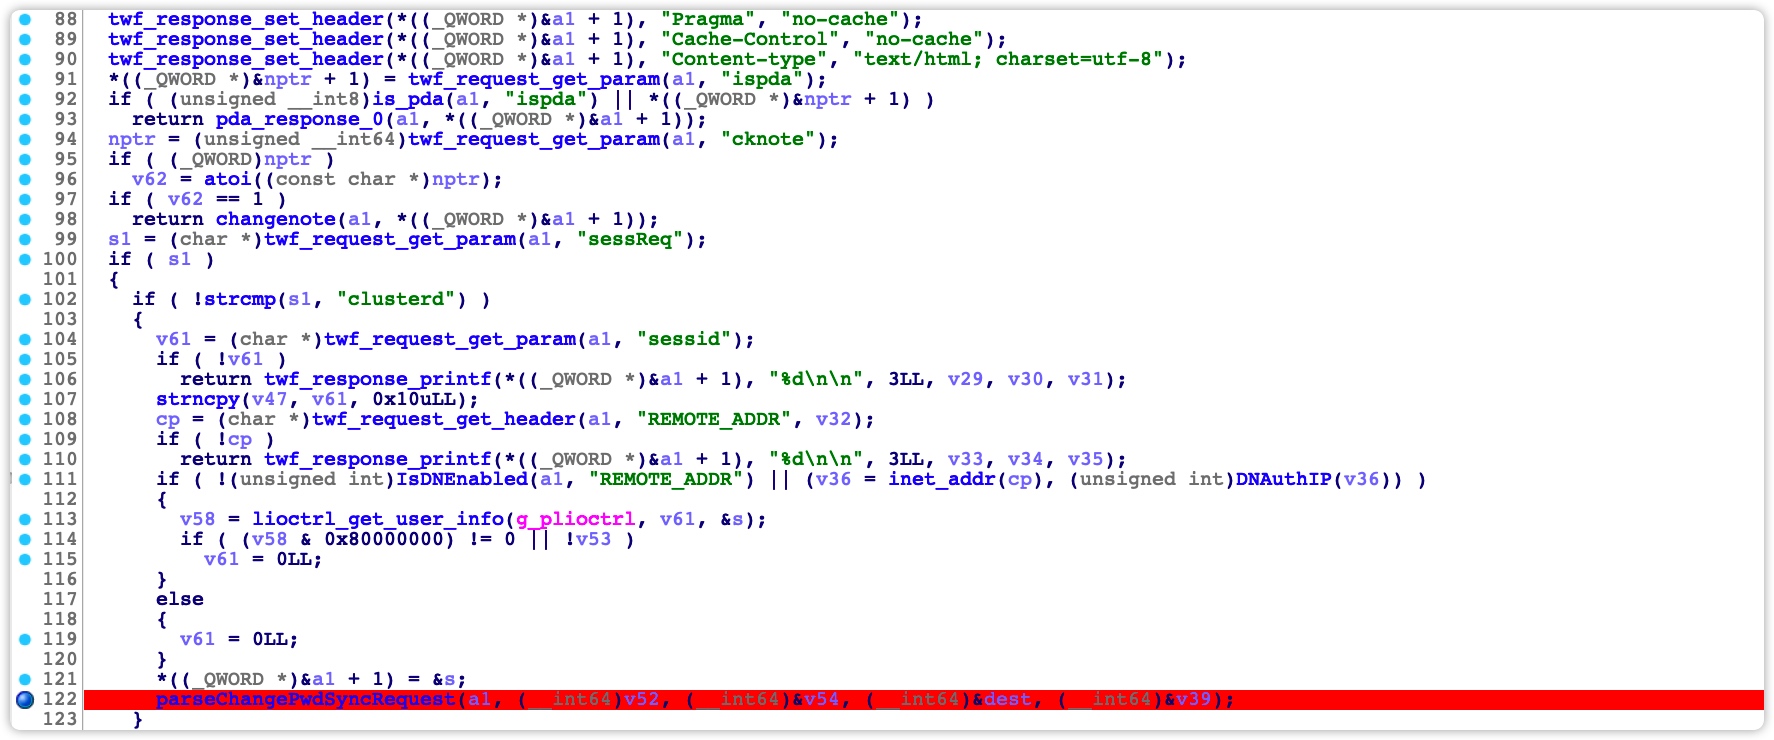 88 twf_response_set_header(*((_QWORD *)&a1 + 1), "Pragma", "no-cache");
89 twf_response_set_header(*((_QWORD *)&a1 + 1), "Cache-Control", "no-cache");
90 twf_response_set_header(*((_QWORD *)&a1 + 1), "Content-type", "text/html; charset=utf-8");
91 *((_QWORD *)&nptr + 1) = twf_request_get_param(a1, "ispda");
92 if ( (unsigned __int8)is_pda(a1, "ispda") || *((_QWORD *)&nptr + 1) )
93 return pda_response_0(a1, *((_QWORD *)&a1 + 1));
94 nptr = (unsigned __int64)twf_request_get_param(a1, "cknote");
95 if ( (_QWORD)nptr )
96 v62 = atoi((const char *)nptr);
97 if ( v62 == 1 )
98 return changenote(a1, *((_QWORD *)&a1 + 1));
99 s1 = (char *)twf_request_get_param(a1, "sessReq");
100 if ( s1 )
101 {
102 if ( !strcmp(s1, "clusterd") )
103 {
104 v61 = (char *)twf_request_get_param(a1, "sessid");
105 if ( !v61 )
106 return twf_response_printf(*((_QWORD *)&a1 + 1), "%d\n\n", 3LL, v29, v30, v31);
107 strncpy(v47, v61, 0x10uLL);
108 cp = (char *)twf_request_get_header(a1, "REMOTE_ADDR", v32);
109 if ( !cp )
110 return twf_response_printf(*((_QWORD *)&a1 + 1), "%d\n\n", 3LL, v33, v34, v35);
111 if ( !(unsigned int)IsDNEnabled(a1, "REMOTE_ADDR") || (v36 = inet_addr(cp), (unsigned int)DNAuthIP(v36)) )
112 {
113 v58 = lioctrl_get_user_info(g_plioctrl, v61, &s);
114 if ( (v58 & 0x80000000) != 0 || !v53 )
115 v61 = 0LL;
116 }
117 else
118 {
119 v61 = 0LL;
120 }
121 *((_QWORD *)&a1 + 1) = &s;
122 parseChangePwdSyncRequest(a1, (__int64)v52, (__int64)&v54, (__int64)&dest, (__int64)&v39);
123 }